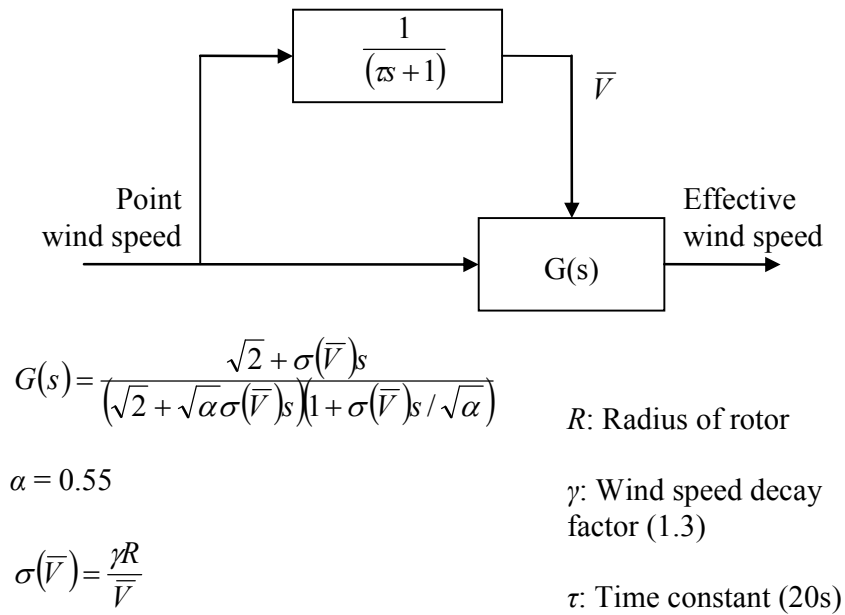 1
(τs + 1)
V̅
Point
wind speed
Effective
wind speed
G(s)
G(s) = (√2 + σ(V̅)s) / ((√2 + √α σ(V̅)s)(1 + σ(V̅)s / √α))
R: Radius of rotor
α = 0.55
γ: Wind speed decay
factor (1.3)
σ(V̅) = γR / V̅
τ: Time constant (20s)